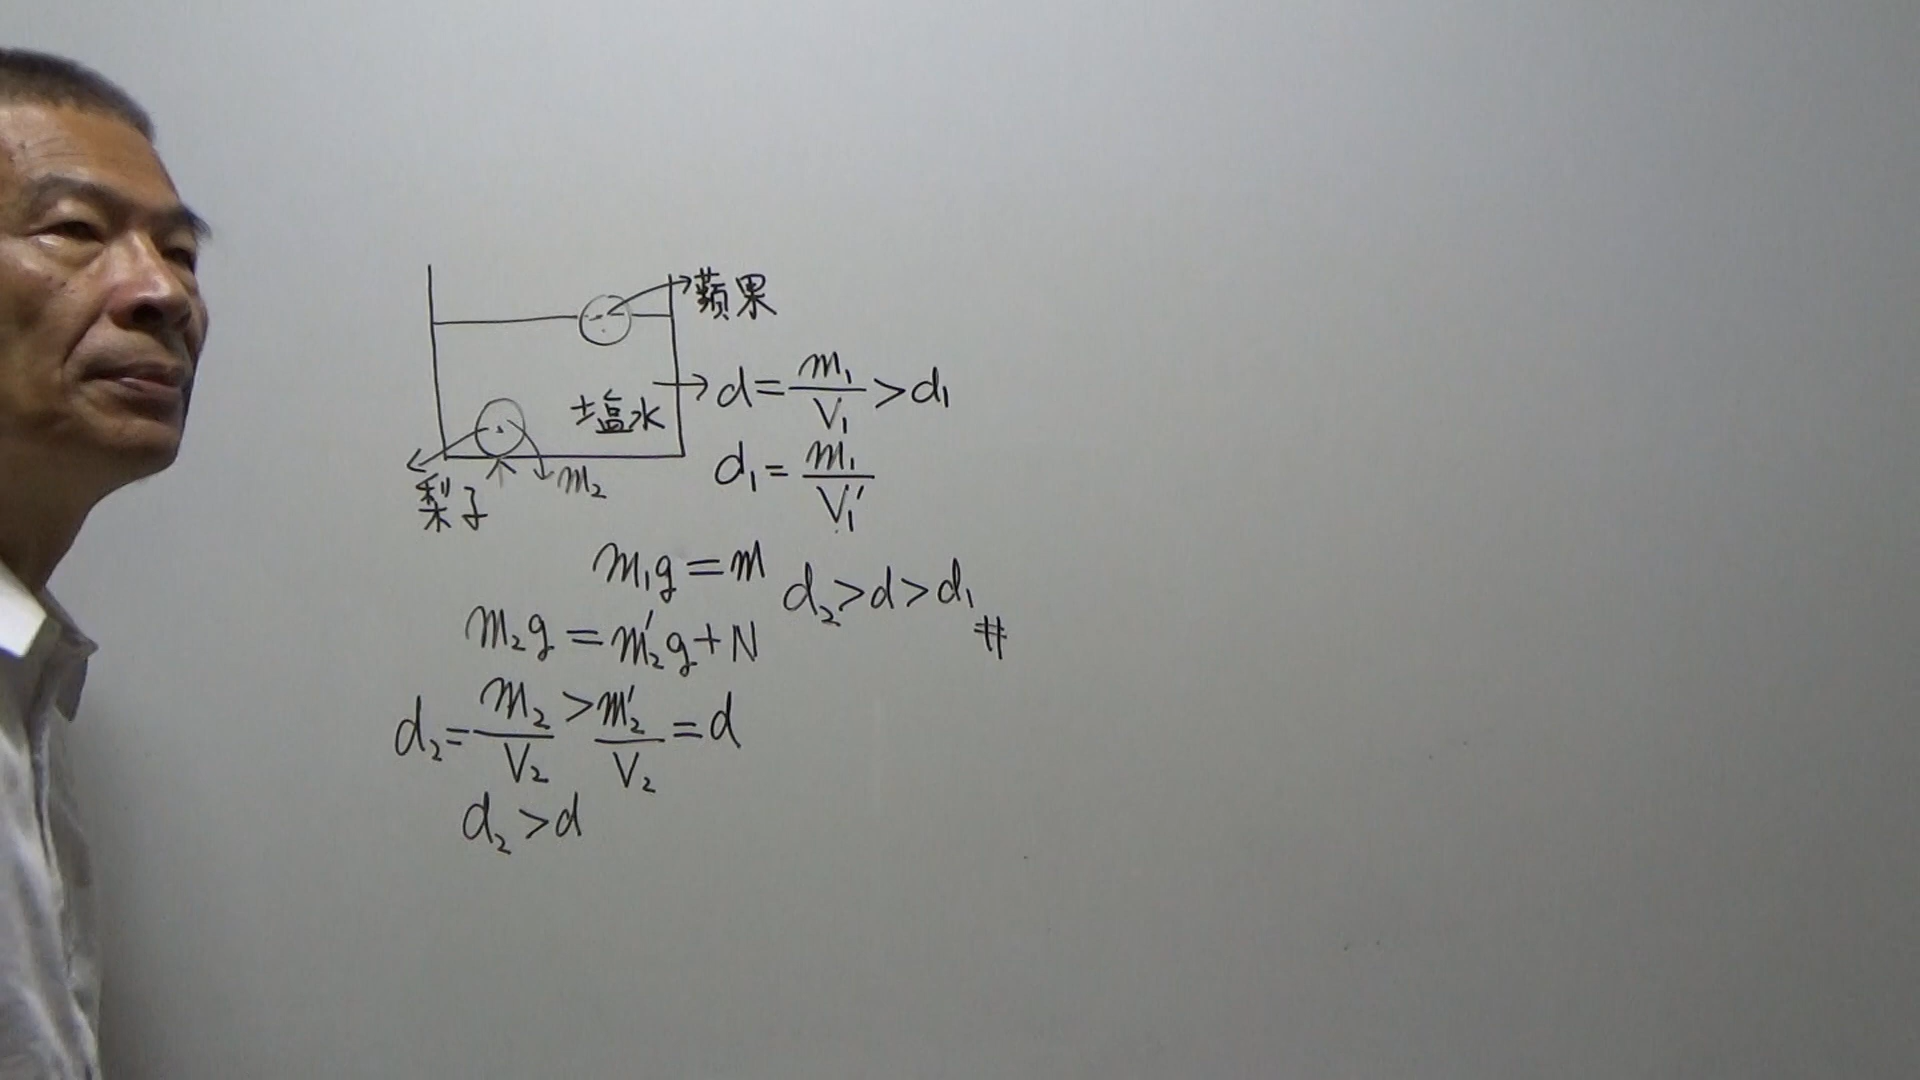 蘋果
塩水
d = m₁/V₁ > d₁
d₁ = m₁/V₁′
梨子
m₂
m₁g = m
d₂ > d > d₁ #
m₂g = m₂′g + N
d₂ = m₂/V₂ > m₂′/V₂ = d
d₂ > d